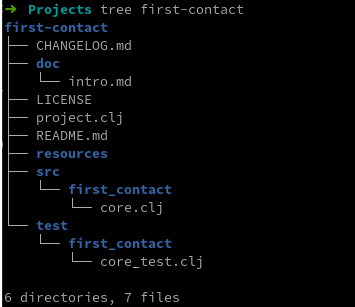 ➜ Projects tree first-contact
first-contact
├── CHANGELOG.md
├── doc
│   └── intro.md
├── LICENSE
├── project.clj
├── README.md
├── resources
├── src
│   └── first_contact
│       └── core.clj
└── test
    └── first_contact
        └── core_test.clj

6 directories, 7 files